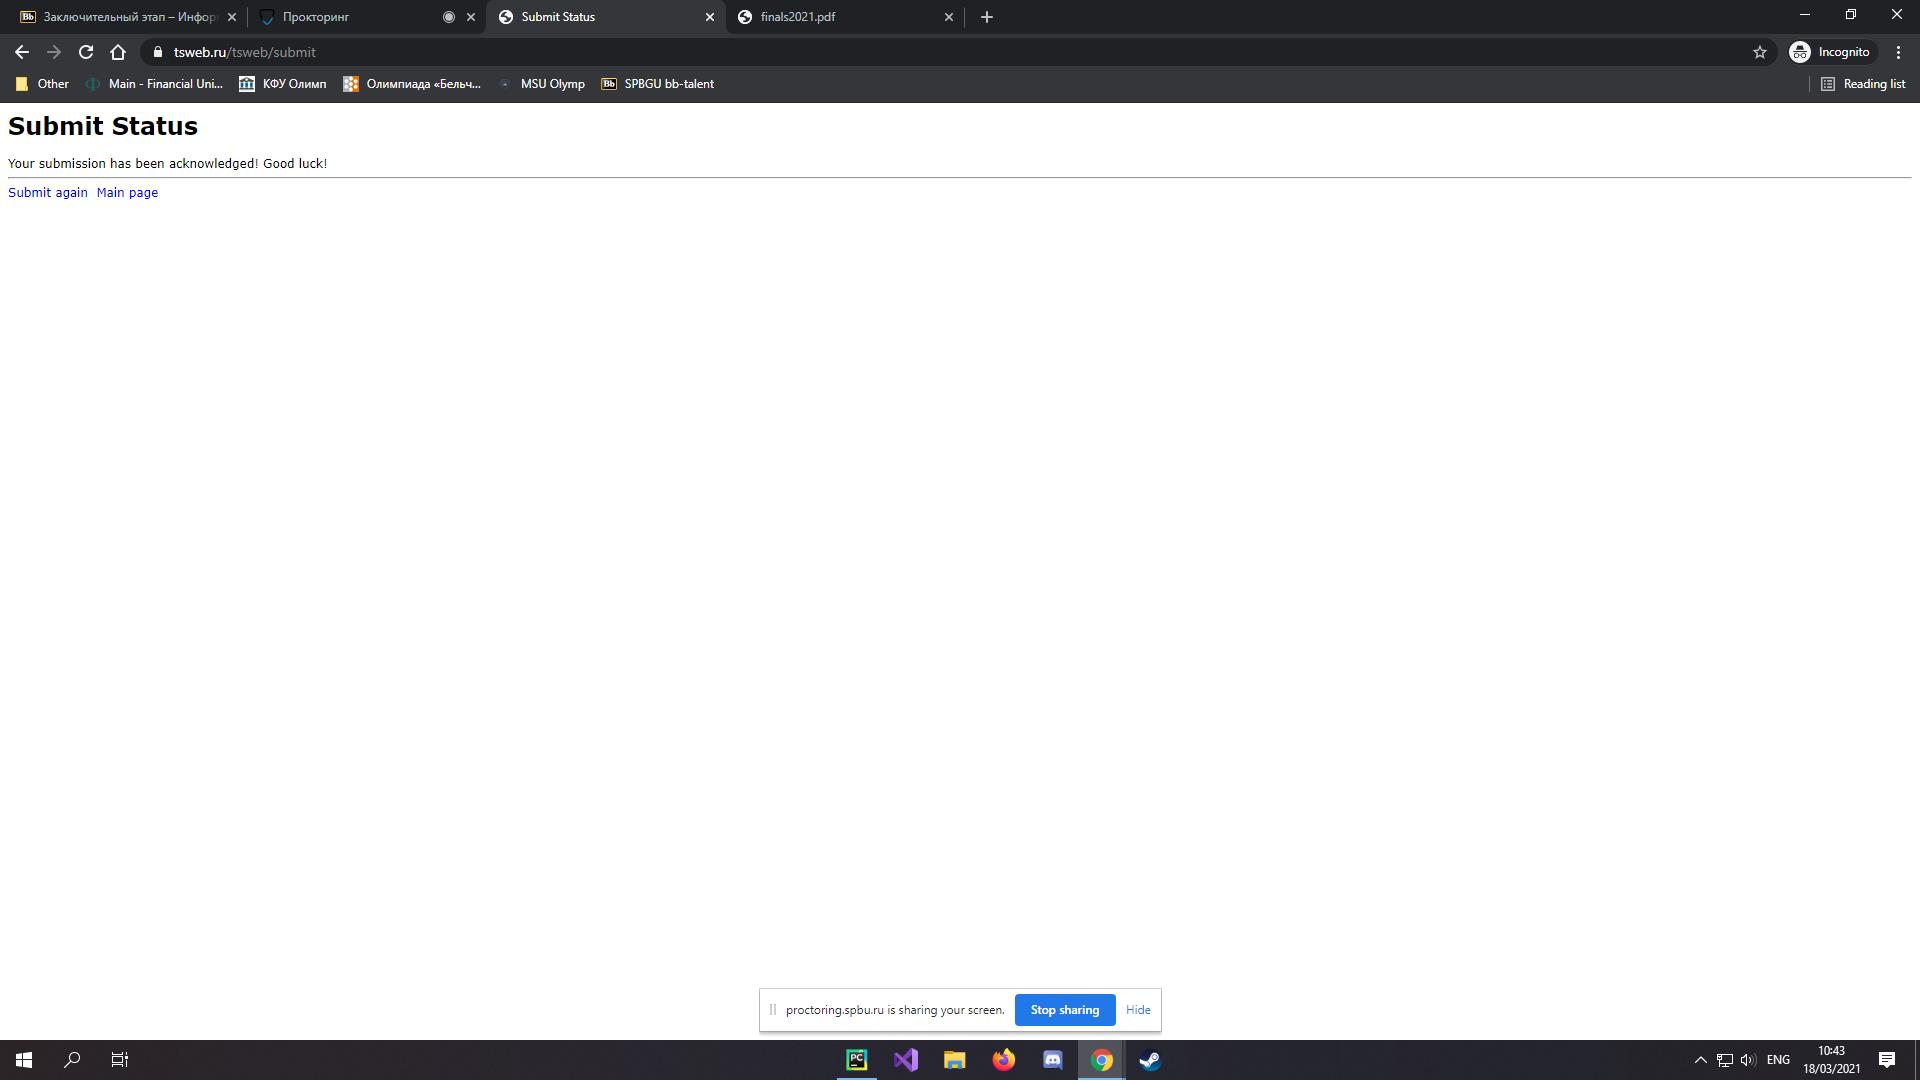 Bb Заключительный этап – Инфор
Прокторинг
Submit Status
finals2021.pdf
tsweb.ru/tsweb/submit
Incognito
Other
Main - Financial Uni...
КФУ Олимп
Олимпиада «Бельч...
MSU Olymp
Bb SPBGU bb-talent
Reading list
Submit Status
Your submission has been acknowledged! Good luck!
Submit again Main page
proctoring.spbu.ru is sharing your screen. Stop sharing Hide
PC
ENG
10:43
18/03/2021